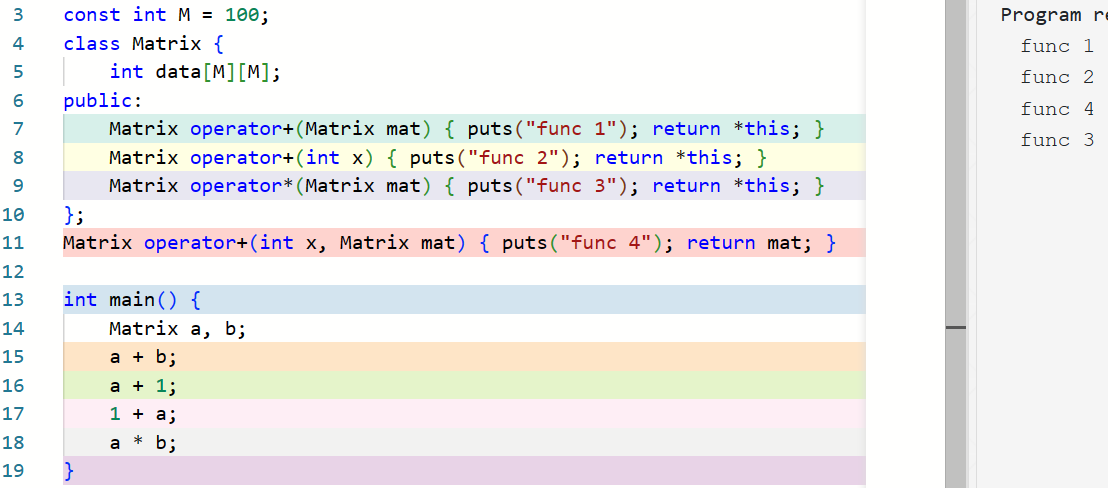 3 const int M = 100;
4 class Matrix {
5 int data[M][M];
6 public:
7 Matrix operator+(Matrix mat) { puts("func 1"); return *this; }
8 Matrix operator+(int x) { puts("func 2"); return *this; }
9 Matrix operator*(Matrix mat) { puts("func 3"); return *this; }
10 };
11 Matrix operator+(int x, Matrix mat) { puts("func 4"); return mat; }
12
13 int main() {
14 Matrix a, b;
15 a + b;
16 a + 1;
17 1 + a;
18 a * b;
19 }
Program re
func 1
func 2
func 4
func 3